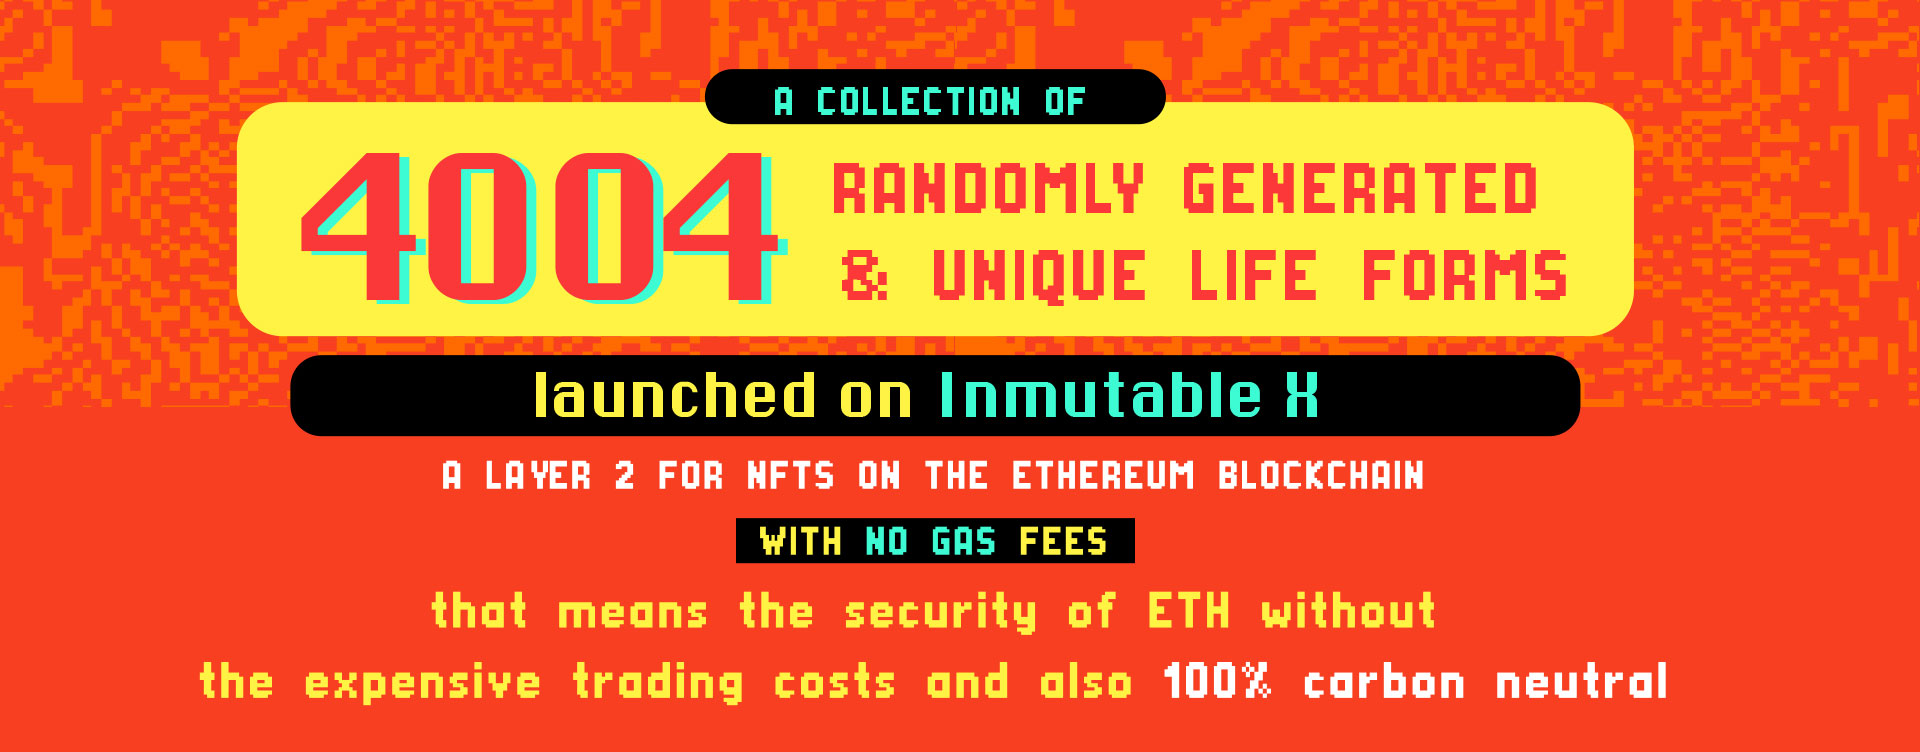 A COLLECTION OF
4004 RANDOMLY GENERATED
& UNIQUE LIFE FORMS
launched on Inmutable X
A LAYER 2 FOR NFTS ON THE ETHEREUM BLOCKCHAIN
WITH NO GAS FEES
that means the security of ETH without
the expensive trading costs and also 100% carbon neutral